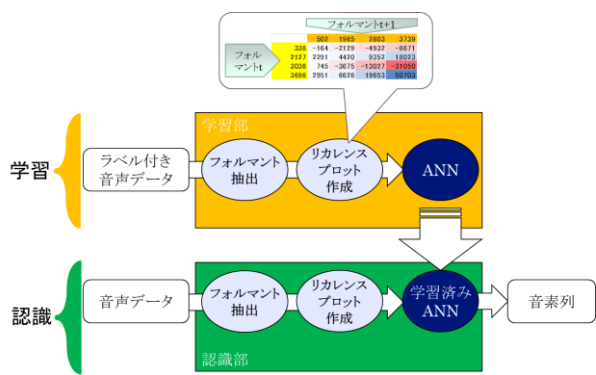 フォルマントt+1
502 1965 2803 3739
フォル
マントt
338 -164 -2129 -4932 -8671
2127 2291 4420 9352 18023
3036 745 -3675 -13027 -31050
3696 2951 6626 19653 50703
学習部
学習
ラベル付き
音声データ
フォルマント
抽出
リカレンス
プロット
作成
ANN
認識
音声データ
フォルマント
抽出
リカレンス
プロット
作成
学習済み
ANN
音素列
認識部